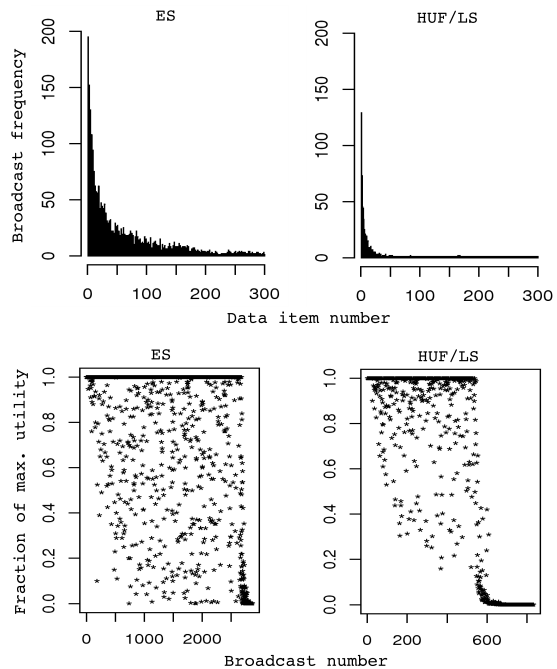 ES HUF/LS
Broadcast frequency
200 200
150 150
100 100
50 50
0 0
0 100 200 300 0 100 200 300
Data item number
ES HUF/LS
Fraction of max. utility
1.0 1.0
0.8 0.8
0.6 0.6
0.4 0.4
0.2 0.2
0.0 0.0
0 1000 2000 0 200 600
Broadcast number